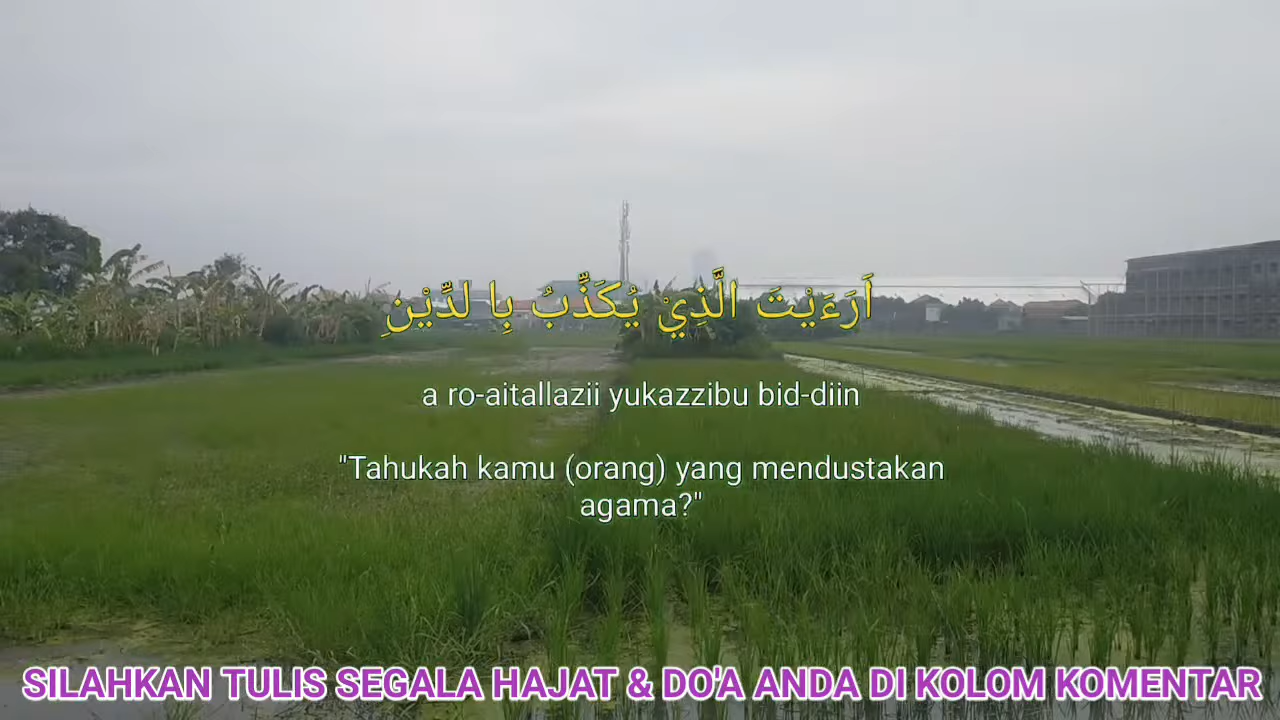 اَرَءَيْتَ الَّذِيْ يُكَذِّبُ بِا لدِّيْنِ
a ro-aitallazii yukazzibu bid-diin
"Tahukah kamu (orang) yang mendustakan
agama?"
SILAHKAN TULIS SEGALA HAJAT & DO'A ANDA DI KOLOM KOMENTAR